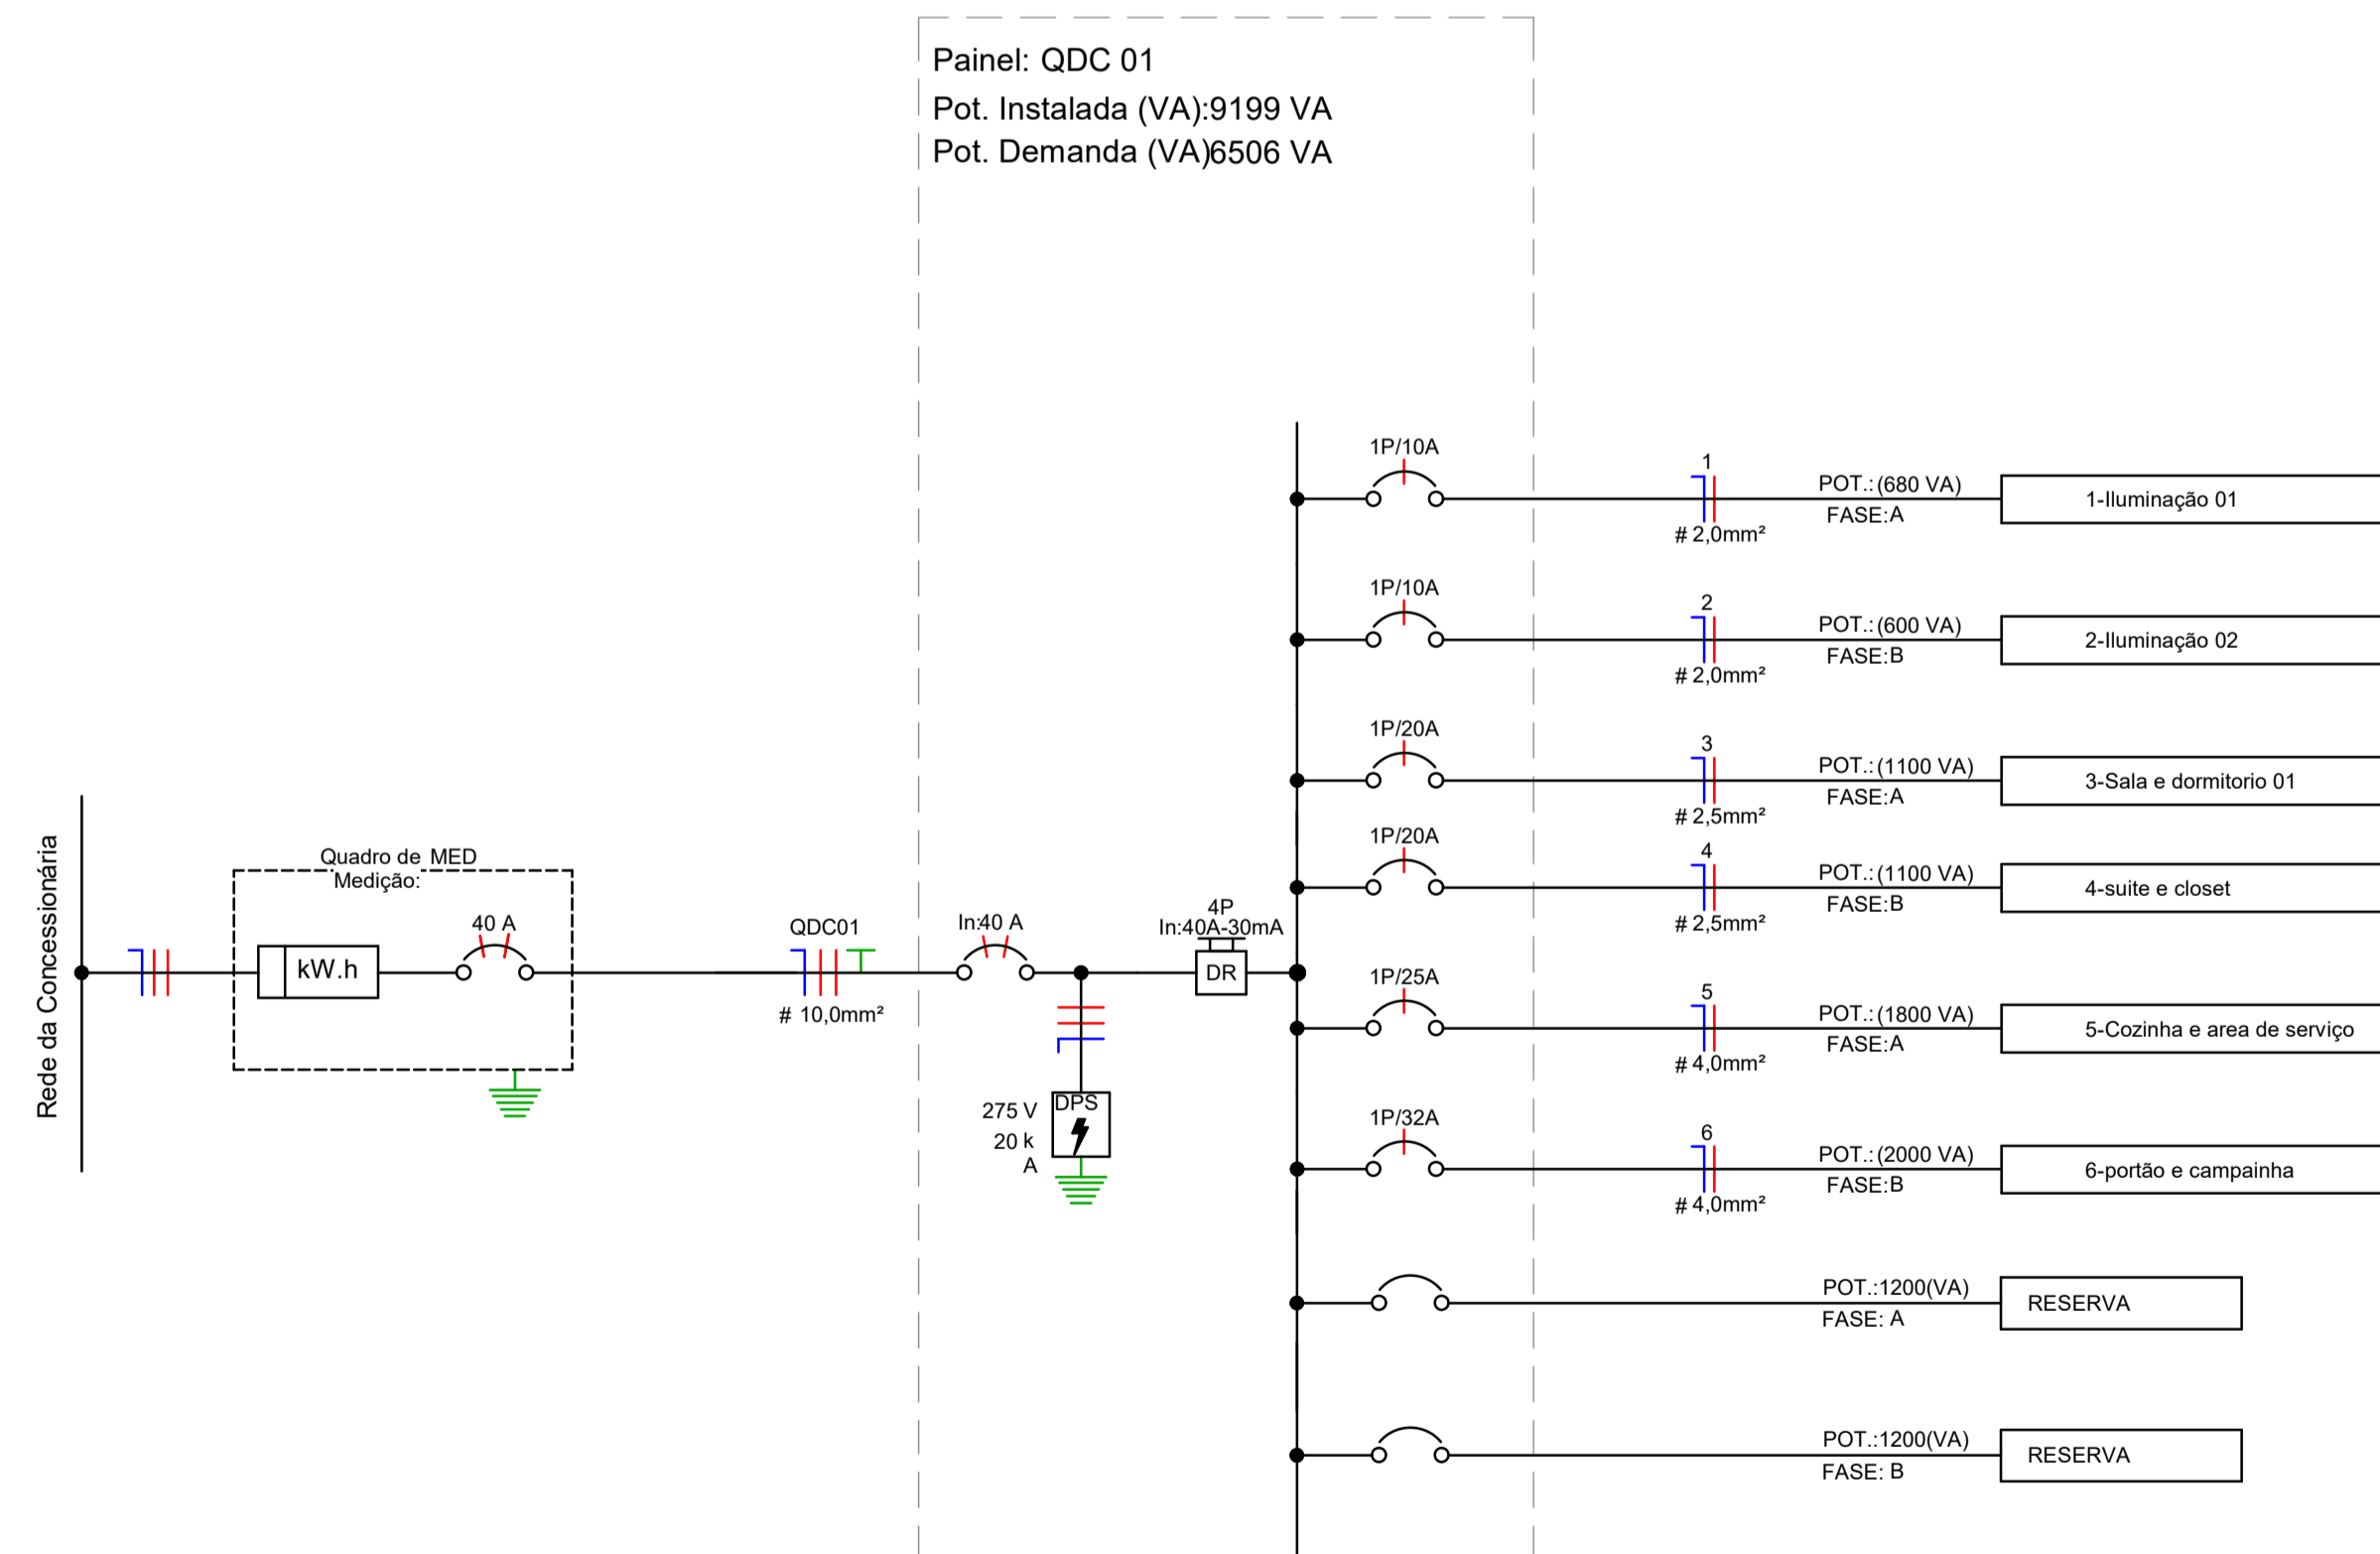 Painel: QDC 01
Pot. Instalada (VA):9199 VA
Pot. Demanda (VA)6506 VA
Rede da Concessionária
Quadro de MED
Medição:
kW.h
40 A
QDC01
# 10,0mm²
In:40 A
4P
In:40A-30mA
DR
275 V
20 k
A
DPS
1P/10A
1
# 2,0mm²
POT.: (680 VA)
FASE:A
1-Iluminação 01
1P/10A
2
# 2,0mm²
POT.: (600 VA)
FASE:B
2-Iluminação 02
1P/20A
3
# 2,5mm²
POT.: (1100 VA)
FASE:A
3-Sala e dormitorio 01
1P/20A
4
# 2,5mm²
POT.: (1100 VA)
FASE:B
4-suite e closet
1P/25A
5
# 4,0mm²
POT.: (1800 VA)
FASE:A
5-Cozinha e area de serviço
1P/32A
6
# 4,0mm²
POT.: (2000 VA)
FASE:B
6-portão e campainha
POT.:1200(VA)
FASE: A
RESERVA
POT.:1200(VA)
FASE: B
RESERVA